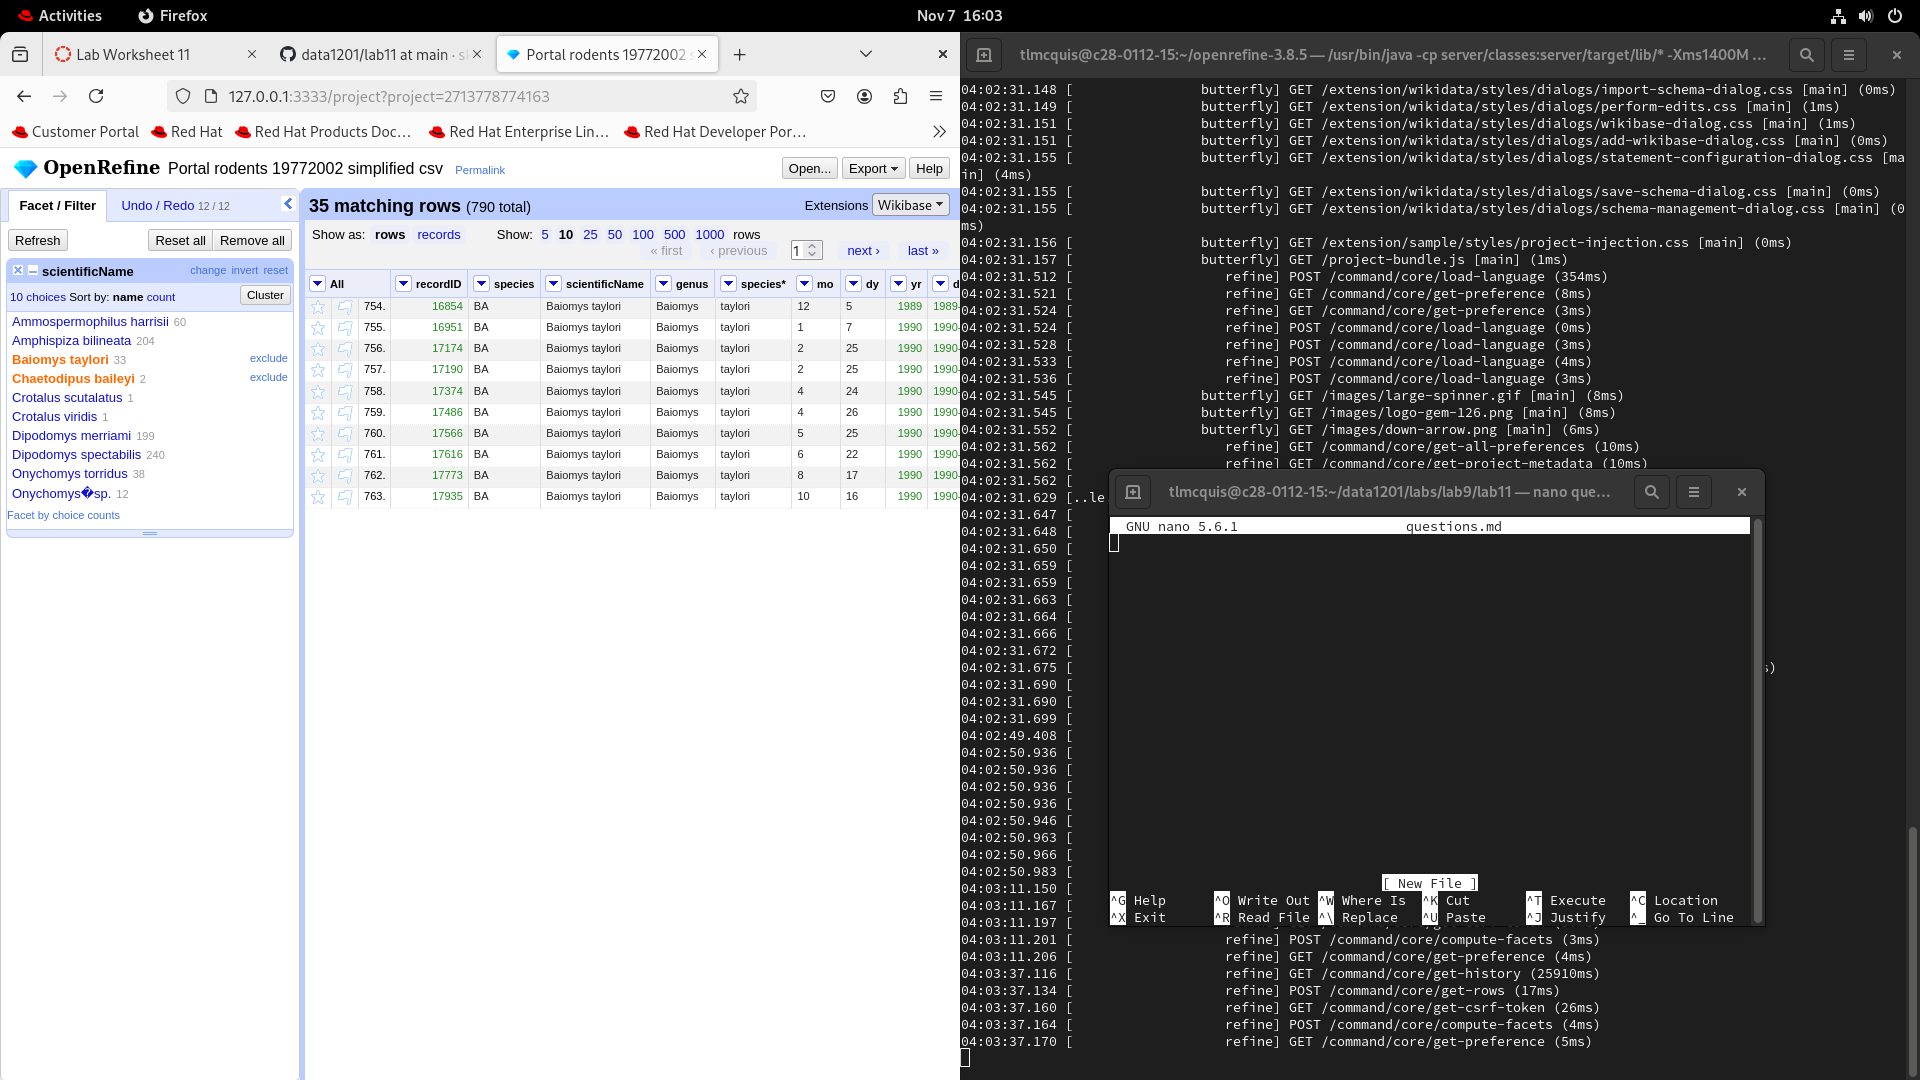 Activities Firefox Nov 7 16:03
Lab Worksheet 11
data1201/lab11 at main · s
Portal rodents 19772002
127.0.0.1:3333/project?project=2713778774163
Customer Portal Red Hat Red Hat Products Doc… Red Hat Enterprise Lin… Red Hat Developer Por…
OpenRefine Portal rodents 19772002 simplified csv Permalink
Open... Export Help
Facet / Filter Undo / Redo 12 / 12
Refresh Reset all Remove all
scientificName change invert reset
10 choices Sort by: name count Cluster
Ammospermophilus harrisii 60
Amphispiza bilineata 204
Baiomys taylori 33 exclude
Chaetodipus baileyi 2 exclude
Crotalus scutalatus 1
Crotalus viridis 1
Dipodomys merriami 199
Dipodomys spectabilis 240
Onychomys torridus 38
Onychomys�sp. 12
Facet by choice counts
35 matching rows (790 total) Extensions Wikibase
Show as: rows records Show: 5 10 25 50 100 500 1000 rows
« first ‹ previous 1 next › last »
All recordID species scientificName genus species* mo dy yr d
754. 16854 BA Baiomys taylori Baiomys taylori 12 5 1989 1989-
755. 16951 BA Baiomys taylori Baiomys taylori 1 7 1990 1990-
756. 17174 BA Baiomys taylori Baiomys taylori 2 25 1990 1990-
757. 17190 BA Baiomys taylori Baiomys taylori 2 25 1990 1990-
758. 17374 BA Baiomys taylori Baiomys taylori 4 24 1990 1990-
759. 17486 BA Baiomys taylori Baiomys taylori 4 26 1990 1990-
760. 17566 BA Baiomys taylori Baiomys taylori 5 25 1990 1990-
761. 17616 BA Baiomys taylori Baiomys taylori 6 22 1990 1990-
762. 17773 BA Baiomys taylori Baiomys taylori 8 17 1990 1990-
763. 17935 BA Baiomys taylori Baiomys taylori 10 16 1990 1990-
tlmcquis@c28-0112-15:~/openrefine-3.8.5 — /usr/bin/java -cp server/classes:server/target/lib/* -Xms1400M …
04:02:31.148 [ butterfly] GET /extension/wikidata/styles/dialogs/import-schema-dialog.css [main] (0ms)
04:02:31.149 [ butterfly] GET /extension/wikidata/styles/dialogs/perform-edits.css [main] (1ms)
04:02:31.151 [ butterfly] GET /extension/wikidata/styles/dialogs/wikibase-dialog.css [main] (1ms)
04:02:31.151 [ butterfly] GET /extension/wikidata/styles/dialogs/add-wikibase-dialog.css [main] (0ms)
04:02:31.155 [ butterfly] GET /extension/wikidata/styles/dialogs/statement-configuration-dialog.css [ma
in] (4ms)
04:02:31.155 [ butterfly] GET /extension/wikidata/styles/dialogs/save-schema-dialog.css [main] (0ms)
04:02:31.155 [ butterfly] GET /extension/wikidata/styles/dialogs/schema-management-dialog.css [main] (0
ms)
04:02:31.156 [ butterfly] GET /extension/sample/styles/project-injection.css [main] (0ms)
04:02:31.157 [ butterfly] GET /project-bundle.js [main] (1ms)
04:02:31.512 [ refine] POST /command/core/load-language (354ms)
04:02:31.521 [ refine] GET /command/core/get-preference (8ms)
04:02:31.524 [ refine] GET /command/core/get-preference (3ms)
04:02:31.524 [ refine] POST /command/core/load-language (0ms)
04:02:31.528 [ refine] POST /command/core/load-language (3ms)
04:02:31.533 [ refine] POST /command/core/load-language (4ms)
04:02:31.536 [ refine] POST /command/core/load-language (3ms)
04:02:31.545 [ butterfly] GET /images/large-spinner.gif [main] (8ms)
04:02:31.545 [ butterfly] GET /images/logo-gem-126.png [main] (8ms)
04:02:31.552 [ butterfly] GET /images/down-arrow.png [main] (6ms)
04:02:31.562 [ refine] GET /command/core/get-all-preferences (10ms)
04:02:31.562 [ refine] GET /command/core/get-project-metadata (10ms)
04:02:31.562 [
04:02:31.629 [..le
04:02:31.647 [
04:02:31.648 [
04:02:31.650 [
04:02:31.659 [
04:02:31.659 [
04:02:31.663 [
04:02:31.664 [
04:02:31.666 [
04:02:31.672 [
04:02:31.675 [ s)
04:02:31.690 [
04:02:31.690 [
04:02:31.699 [
04:02:49.408 [
04:02:50.936 [
04:02:50.936 [
04:02:50.936 [
04:02:50.936 [
04:02:50.946 [
04:02:50.963 [
04:02:50.966 [
04:02:50.983 [
04:03:11.150 [
04:03:11.167 [
04:03:11.197 [
04:03:11.201 [ refine] POST /command/core/compute-facets (3ms)
04:03:11.206 [ refine] GET /command/core/get-preference (4ms)
04:03:37.116 [ refine] GET /command/core/get-history (25910ms)
04:03:37.134 [ refine] POST /command/core/get-rows (17ms)
04:03:37.160 [ refine] GET /command/core/get-csrf-token (26ms)
04:03:37.164 [ refine] POST /command/core/compute-facets (4ms)
04:03:37.170 [ refine] GET /command/core/get-preference (5ms)
tlmcquis@c28-0112-15:~/data1201/labs/lab9/lab11 — nano que…
GNU nano 5.6.1 questions.md
[ New File ]
^G Help ^O Write Out ^W Where Is ^K Cut ^T Execute ^C Location
^X Exit ^R Read File ^\ Replace ^U Paste ^J Justify ^_ Go To Line